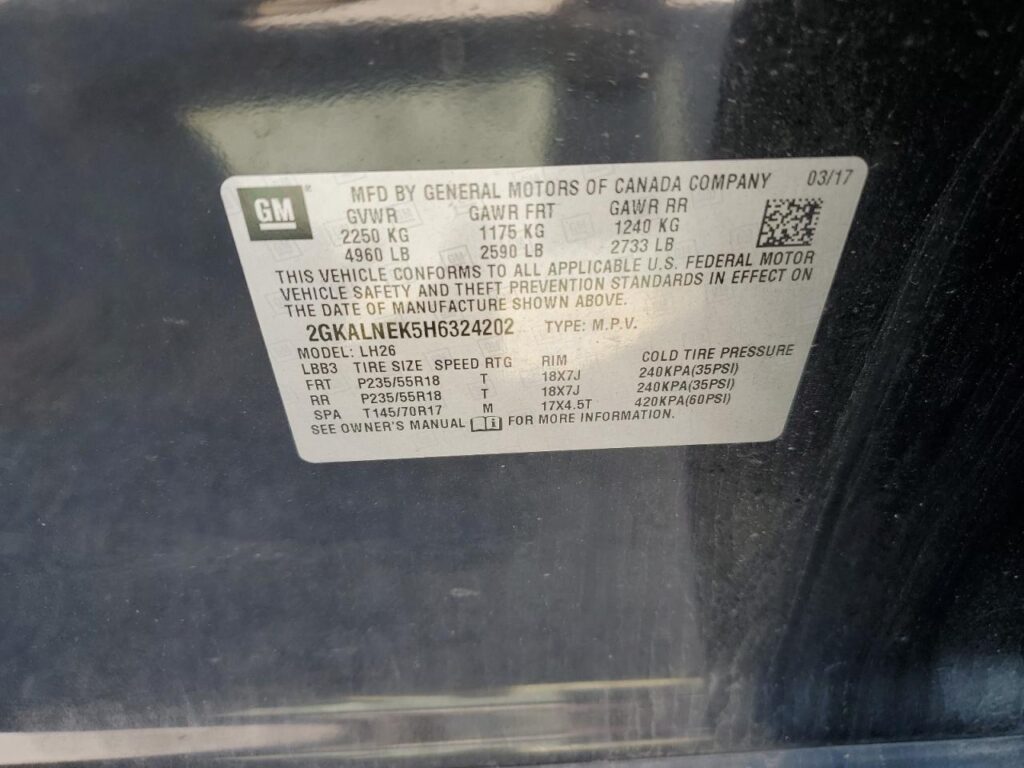 GM
MFD BY GENERAL MOTORS OF CANADA COMPANY 03/17
GVWR GAWR FRT GAWR RR
2250 KG 1175 KG 1240 KG
4960 LB 2590 LB 2733 LB
THIS VEHICLE CONFORMS TO ALL APPLICABLE U.S. FEDERAL MOTOR
VEHICLE SAFETY AND THEFT PREVENTION STANDARDS IN EFFECT ON
THE DATE OF MANUFACTURE SHOWN ABOVE.
2GKALNEK5H6324202 TYPE: M.P.V.
MODEL: LH26
LBB3 TIRE SIZE SPEED RTG RIM COLD TIRE PRESSURE
FRT P235/55R18 T 18X7J 240KPA(35PSI)
RR P235/55R18 T 18X7J 240KPA(35PSI)
SPA T145/70R17 M 17X4.5T 420KPA(60PSI)
SEE OWNER'S MANUAL FOR MORE INFORMATION.